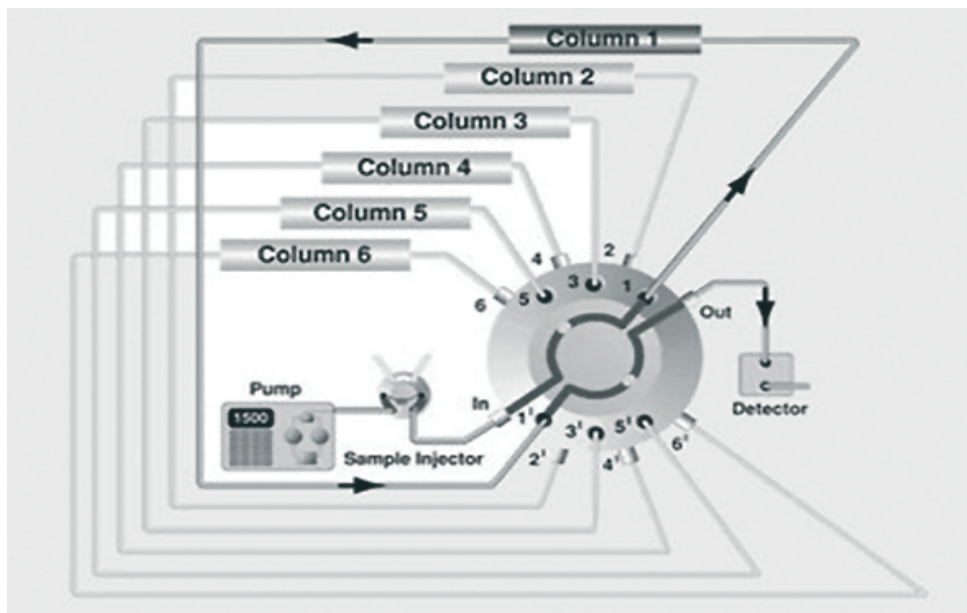 Column 1
Column 2
Column 3
Column 4
Column 5
Column 6
2
4
3
1
5
6
Out
Pump
1500
In
1'
Detector
3'
5'
6'
Sample Injector
2'
4'